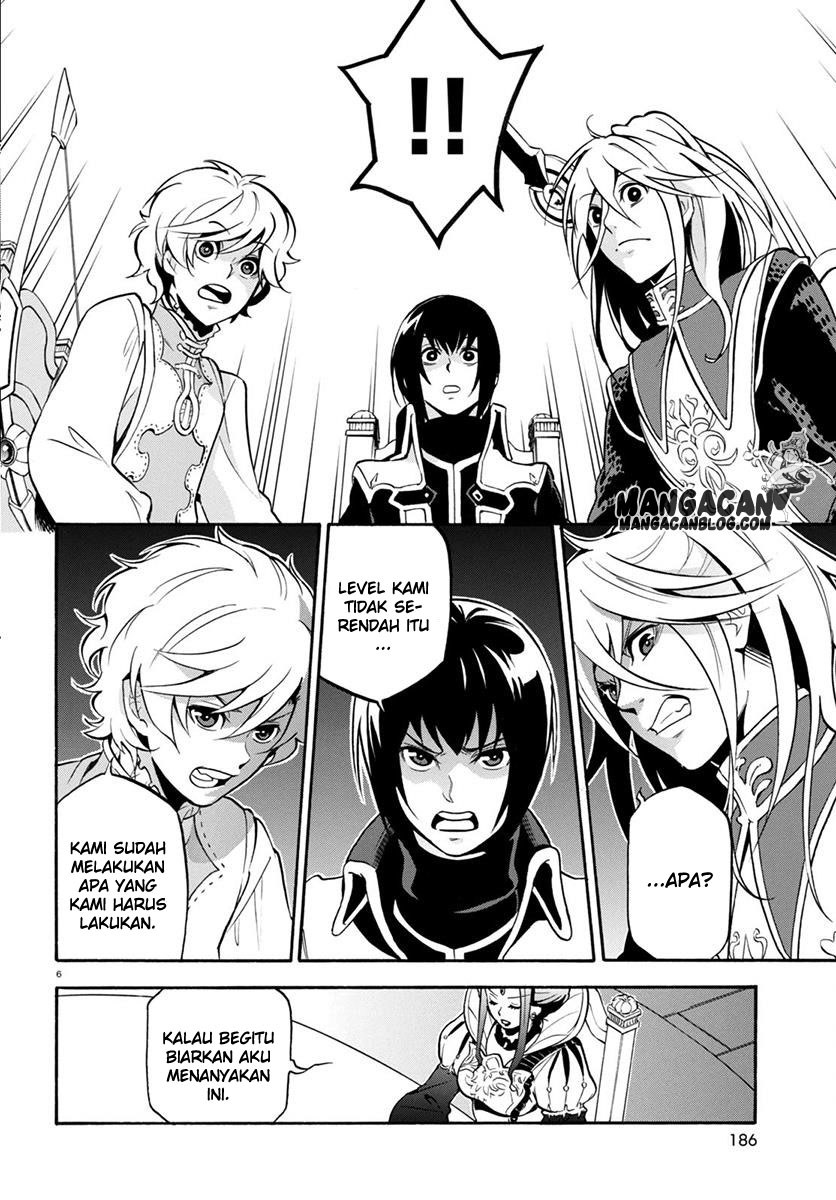 !!
MANGACAN
MANGACANBLOG.COM
...APA?
LEVEL KAMI
TIDAK SE-
RENDAH ITU
...
KAMI SUDAH
MELAKUKAN
APA YANG
KAMI HARUS
LAKUKAN.
6
KALAU BEGITU
BIARKAN AKU
MENANYAKAN
INI.
186